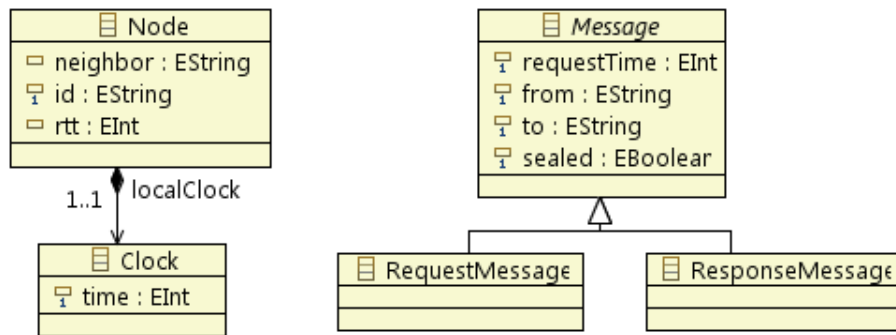 Node
neighbor : EString
id : EString
rtt : EInt
1..1
localClock
Clock
time : EInt
Message
requestTime : EInt
from : EString
to : EString
sealed : EBoolear
RequestMessage
ResponseMessage